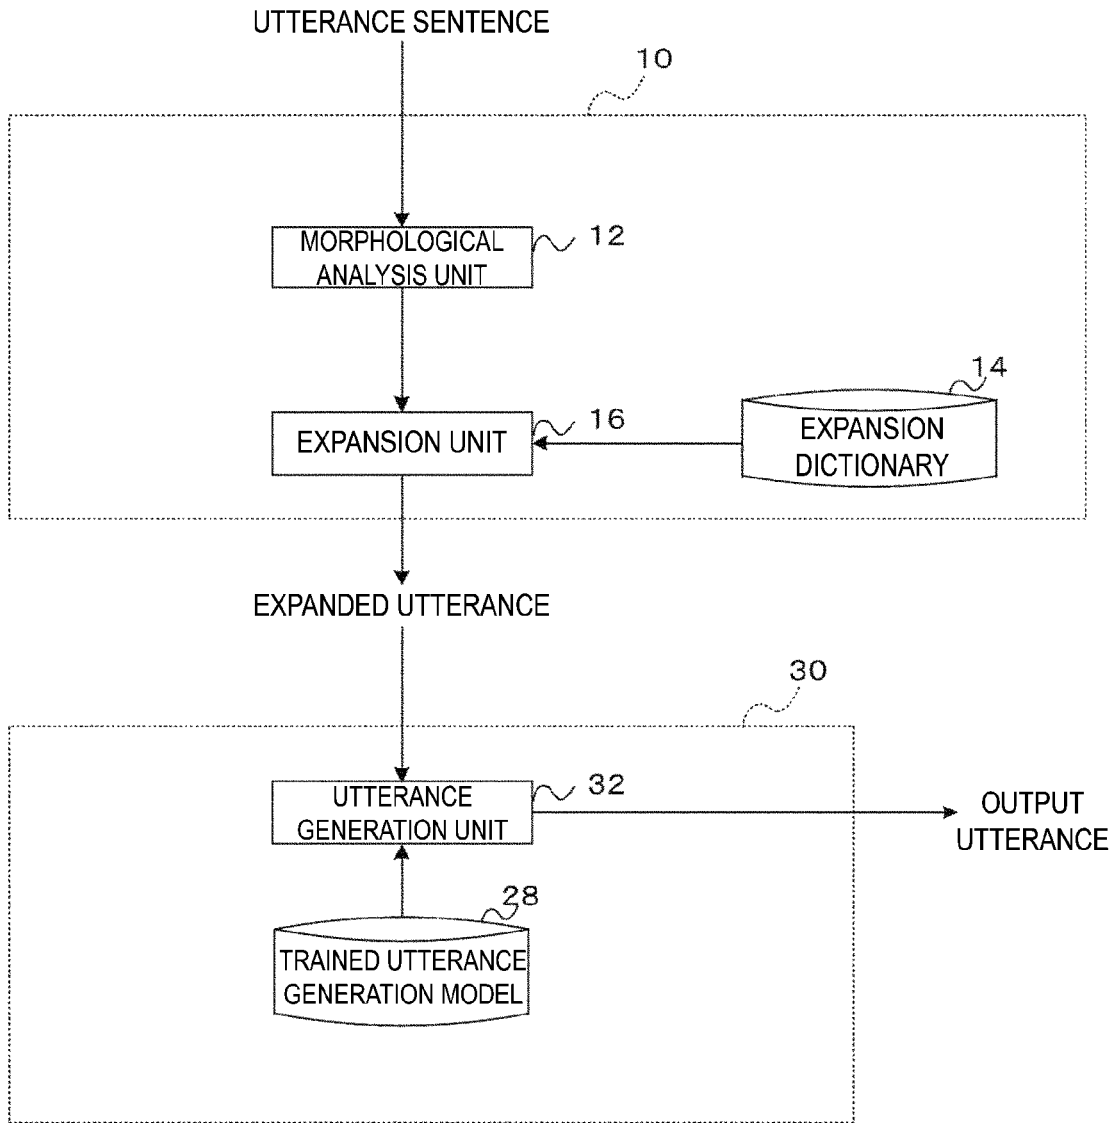 UTTERANCE SENTENCE
10
MORPHOLOGICAL
ANALYSIS UNIT
12
14
EXPANSION UNIT
16
EXPANSION
DICTIONARY
EXPANDED UTTERANCE
30
UTTERANCE
GENERATION UNIT
32
OUTPUT
UTTERANCE
28
TRAINED UTTERANCE
GENERATION MODEL